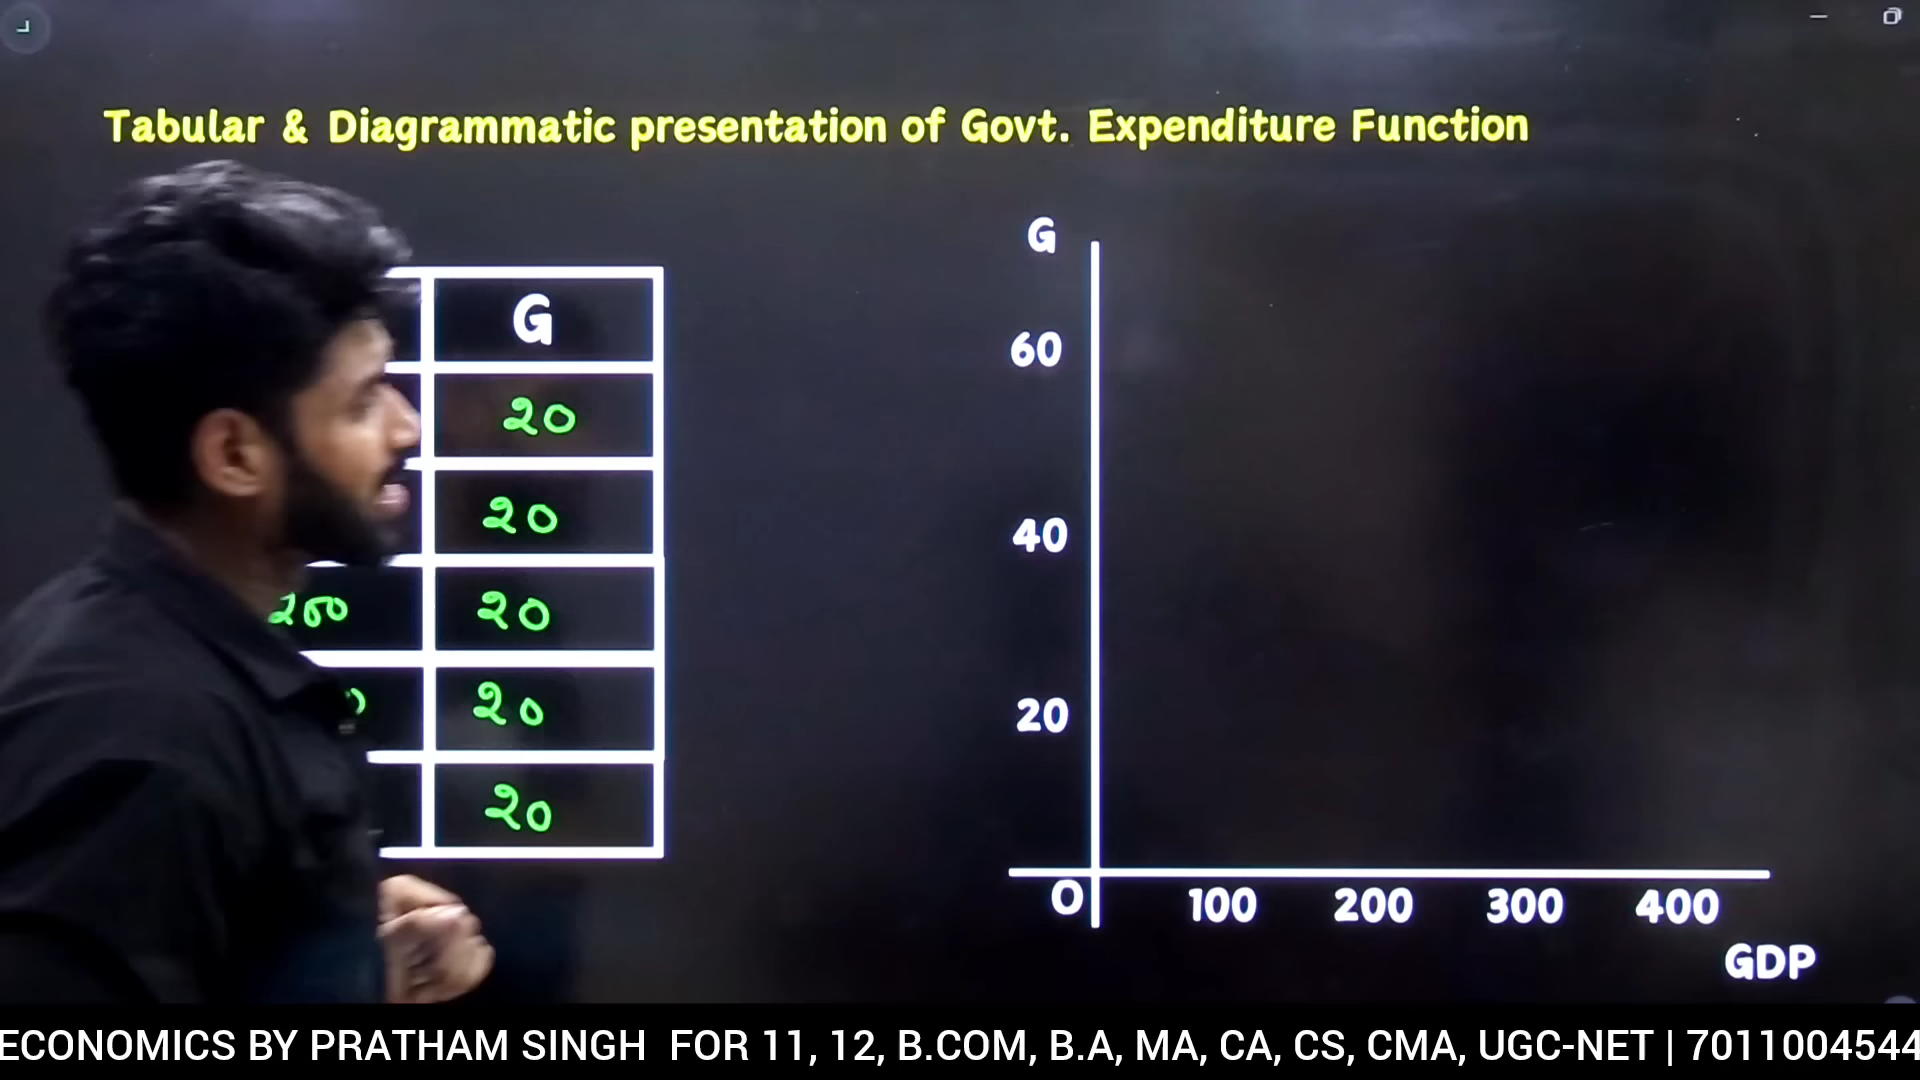 Tabular & Diagrammatic presentation of Govt. Expenditure Function
G
20
20
200 20
20
20
G
60
40
20
O 100 200 300 400
GDP
ECONOMICS BY PRATHAM SINGH FOR 11, 12, B.COM, B.A, MA, CA, CS, CMA, UGC-NET | 7011004544